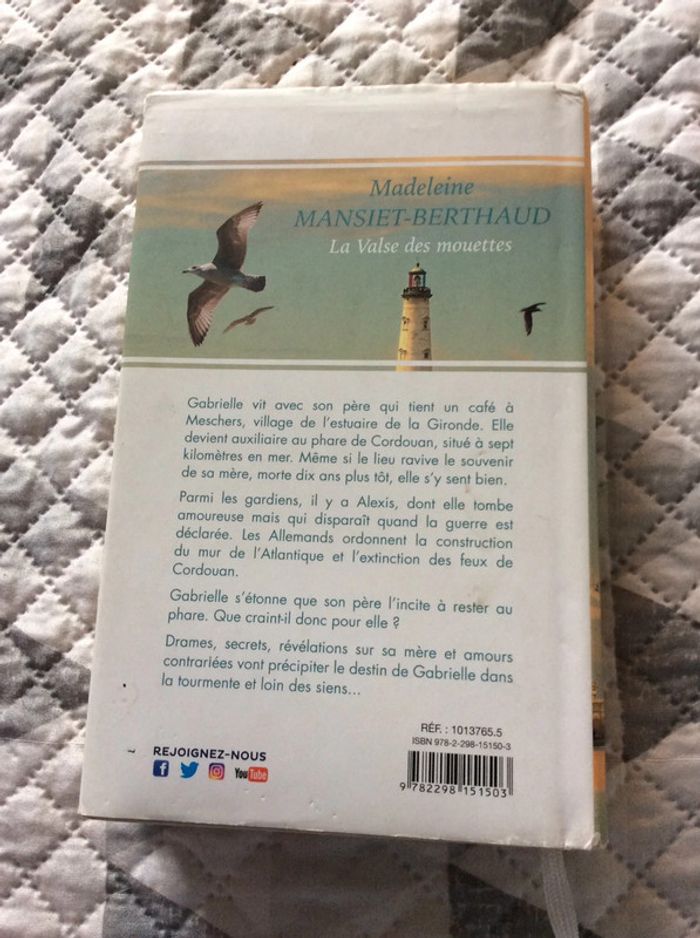 Madeleine
MANSIET-BERTHAUD
La Valse des mouettes
Gabrielle vit avec son père qui tient un café à
Meschers, village de l'estuaire de la Gironde. Elle
devient auxiliaire au phare de Cordouan, situé à sept
kilomètres en mer. Même si le lieu ravive le souvenir
de sa mère, morte dix ans plus tôt, elle s'y sent bien.
Parmi les gardiens, il y a Alexis, dont elle tombe
amoureuse mais qui disparaît quand la guerre est
déclarée. Les Allemands ordonnent la construction
du mur de l'Atlantique et l'extinction des feux de
Cordouan.
Gabrielle s'étonne que son père l'incite à rester au
phare. Que craint-il donc pour elle ?
Drames, secrets, révélations sur sa mère et amours
contrariées vont précipiter le destin de Gabrielle dans
la tourmente et loin des siens...
RÉF. : 1013765.5
ISBN 978-2-298-15150-3
REJOIGNEZ-NOUS
YouTube
9 782298 151503